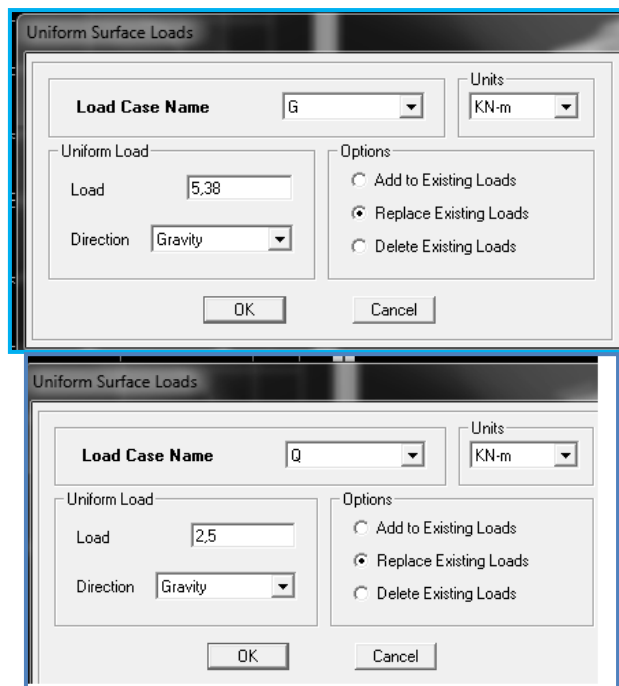 Uniform Surface Loads
Units
Load Case Name G KN-m
Uniform Load Options
Load 5,38 Add to Existing Loads
Replace Existing Loads
Direction Gravity Delete Existing Loads
OK Cancel
Uniform Surface Loads
Units
Load Case Name Q KN-m
Uniform Load Options
Load 2,5 Add to Existing Loads
Replace Existing Loads
Direction Gravity Delete Existing Loads
OK Cancel